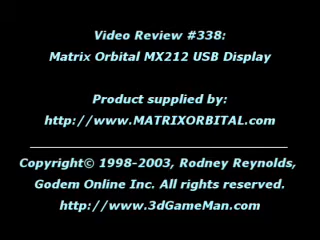 Video Review #338:
Matrix Orbital MX212 USB Display
Product supplied by:
http://www.MATRIXORBITAL.com
Copyright© 1998-2003, Rodney Reynolds,
Godem Online Inc. All rights reserved.
http://www.3dGameMan.com